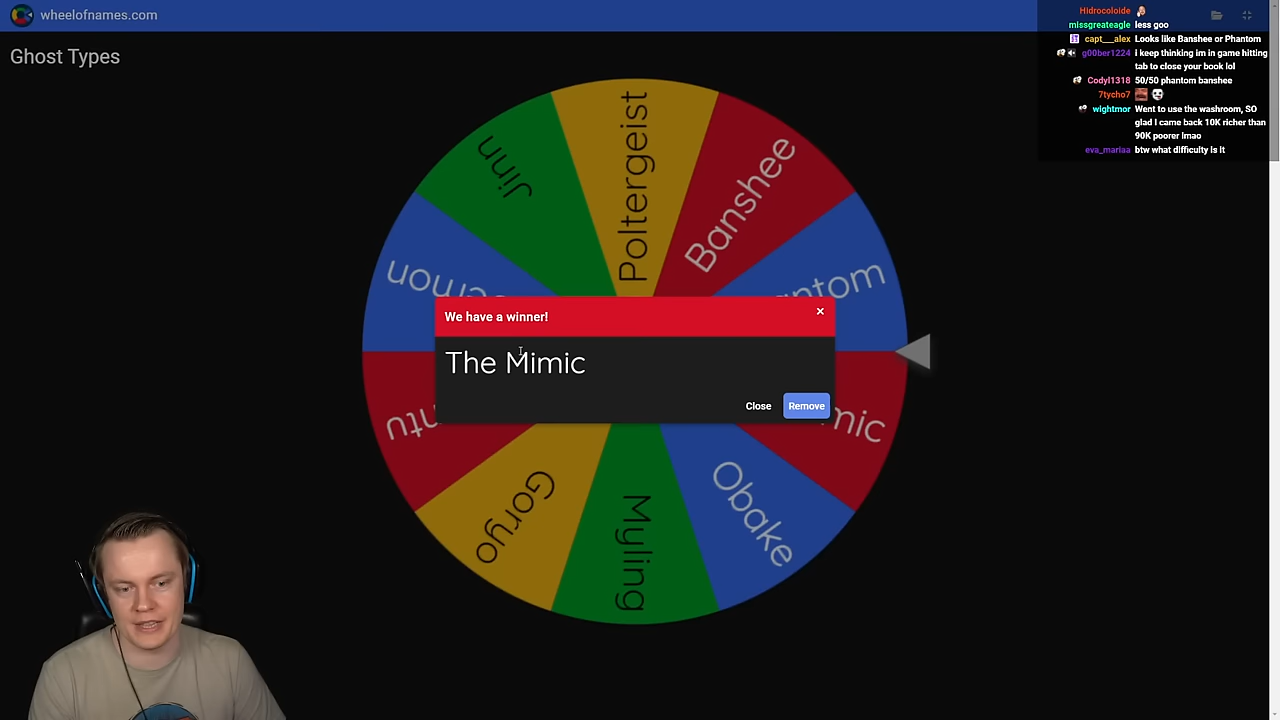 wheelofnames.com
Ghost Types
Hidrocoloide
missgreateagle less goo
capt__alex Looks like Banshee or Phantom
g00ber1224 i keep thinking im in game hitting
tab to close your book lol
Codyl1318 50/50 phantom banshee
7tycho7
wightmor Went to use the washroom, SO
glad I came back 10K richer than
90K poorer lmao
eva_mariaa btw what difficulty is it
Poltergeist
Jinn
Banshee
emon
ntom
We have a winner!
×
The Mimic
Close
Remove
ntu
mic
Goryo
Myling
Obake